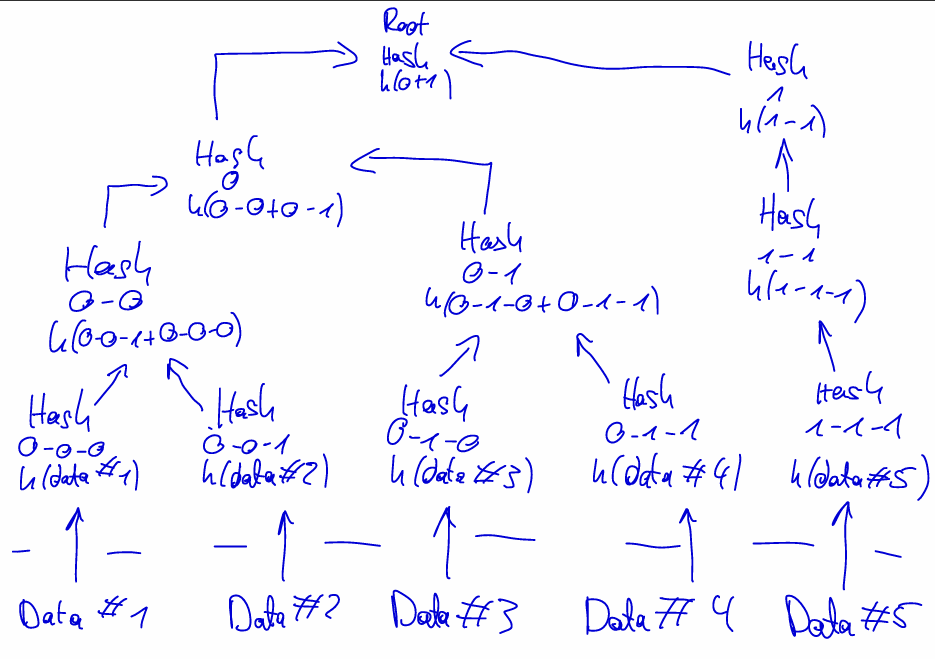 Root
Hash
h(0+1)
Hash
1
h(1-1)
Hash
0
h(0-0+0-1)
Hash
1-1
h(1-1-1)
Hash
0-1
h(0-1-0+0-1-1)
Hash
0-0
h(0-0-1+0-0-0)
Hash
0-0-0
h(data #1)
Hash
0-0-1
h(data #2)
Hash
0-1-0
h(data #3)
Hash
0-1-1
h(data #4)
Hash
1-1-1
h(data #5)
Data #1
Data #2
Data #3
Data # 4
Data #5